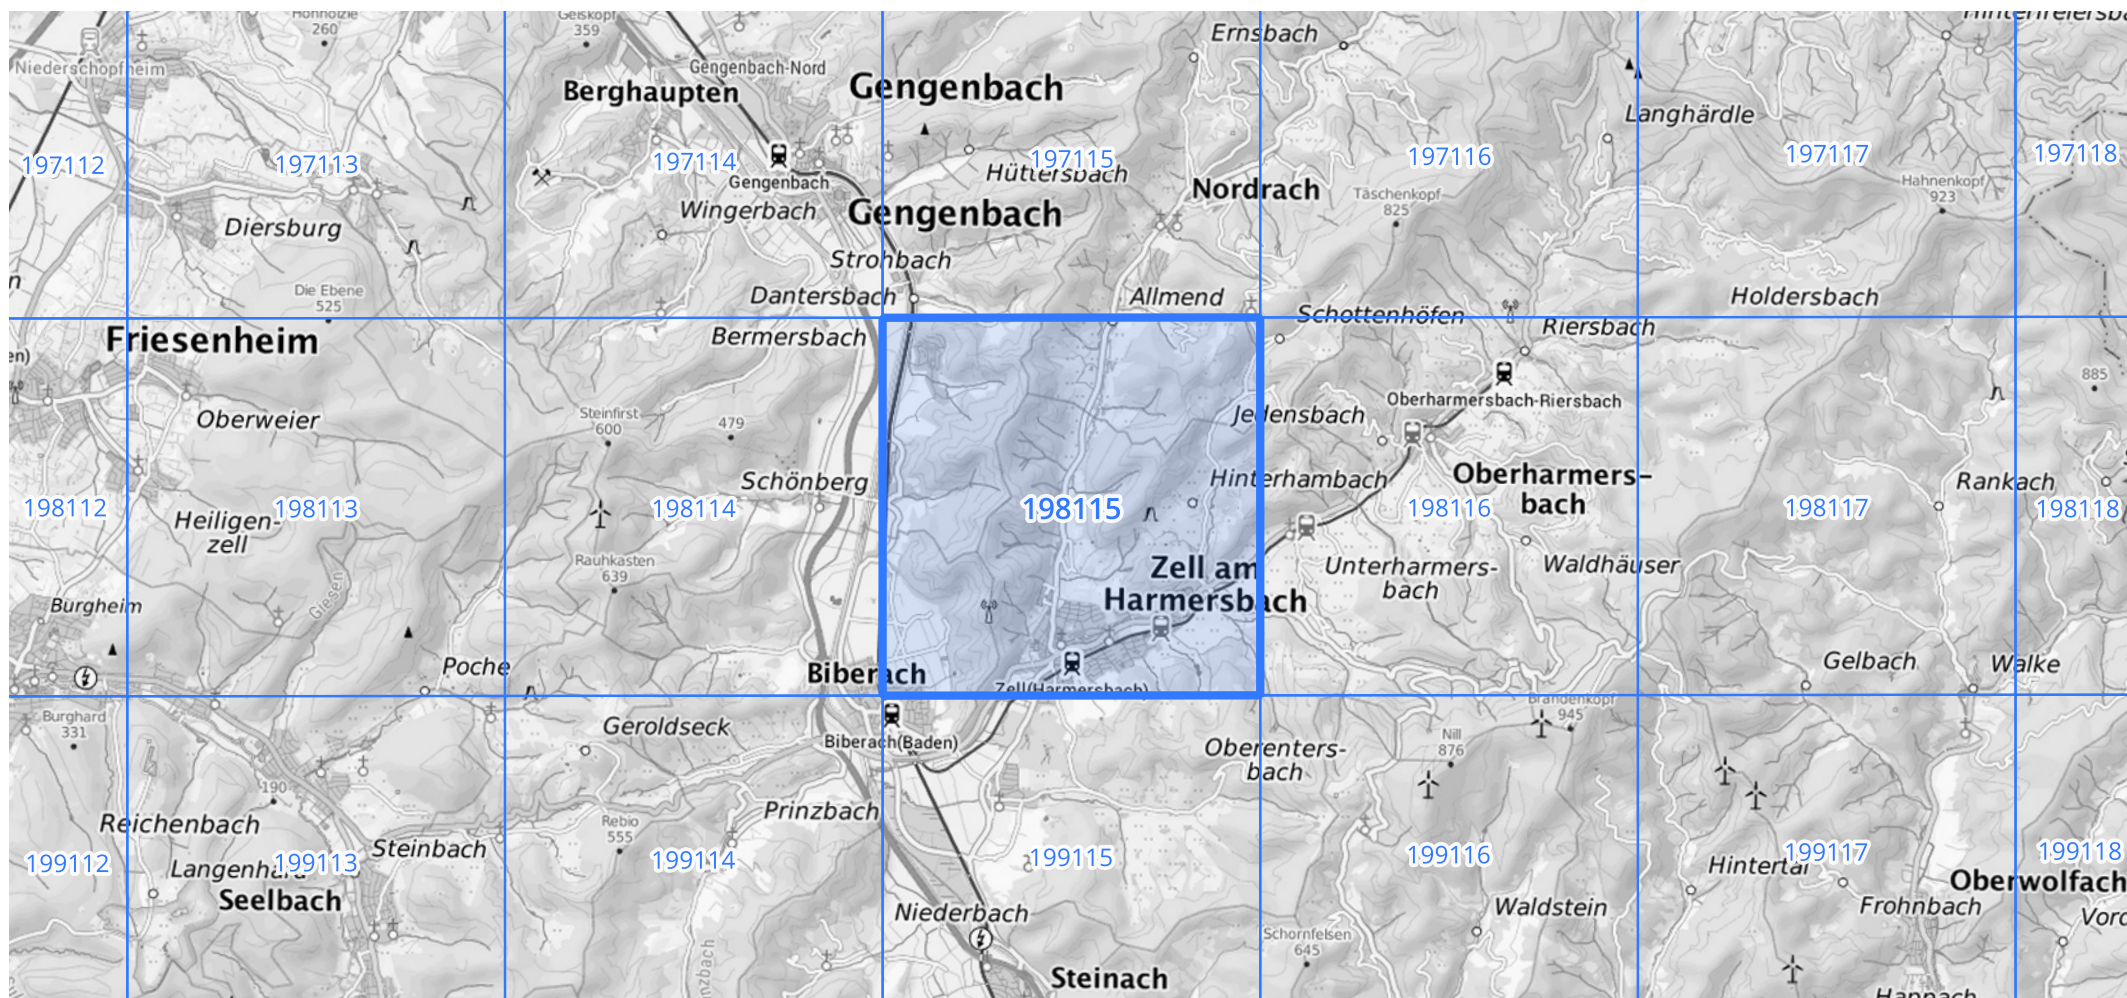 Hohholzle
260
Geiskopf
359
Ernsbach
Niederschopfheim
Gengenbach-Nord
Berghaupten
Gengenbach
Langhärdle
197112
197113
197114
197115
197116
197117
197118
Hüttersbach
Gengenbach
Nordrach
Täschenkopf
825
Hahnenkopf
923
Wingerbach
Gengenbach
Diersburg
Strohbach
Die Ebene
525
Dantersbach
Allmend
Holdersbach
Schottenhöfen
Riersbach
Friesenheim
Bermersbach
en)
885
Oberharmersbach-Riersbach
Oberweier
Steinfirst
600
479
Jedensbach
Schönberg
Hinterhambach
Oberharmers-
bach
Rankach
198112
198113
198114
198115
198116
198117
198118
Heiligen-
zell
Rauhkasten
639
Zell am
Harmersbach
Unterharmers-
bach
Waldhäuser
Giesen
Burgheim
Poche
Biberach
Zell(Harmersbach)
Gelbach
Walke
Burghard
331
Geroldseck
Biberach(Baden)
Oberenters-
bach
Nill
876
Brandenkopf
945
190
Reichenbach
Rebio
555
Prinzbach
199112
199113
199114
199115
199116
199117
199118
Langenhard
Steinbach
Hintertal
Seelbach
Oberwolfach
Niederbach
Waldstein
Frohnbach
Schornfelsen
645
Steinach